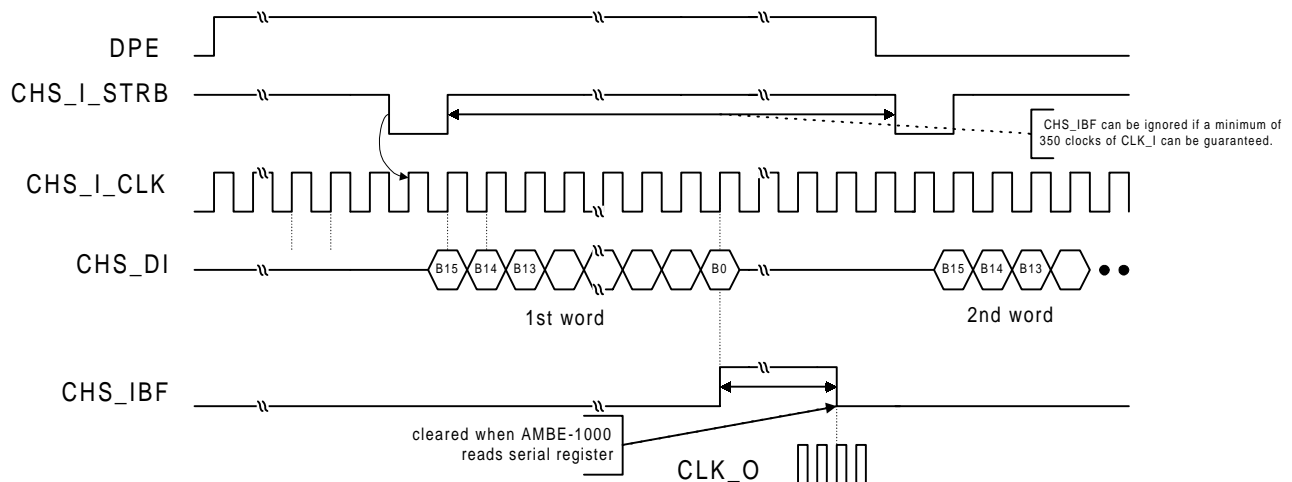 DPE
CHS_I_STRB
CHS_IBF can be ignored if a minimum of
350 clocks of CLK_I can be guaranteed.
CHS_I_CLK
CHS_DI
B15 B14 B13 B0 B15 B14 B13
1st word 2nd word
CHS_IBF
cleared when AMBE-1000
reads serial register
CLK_O